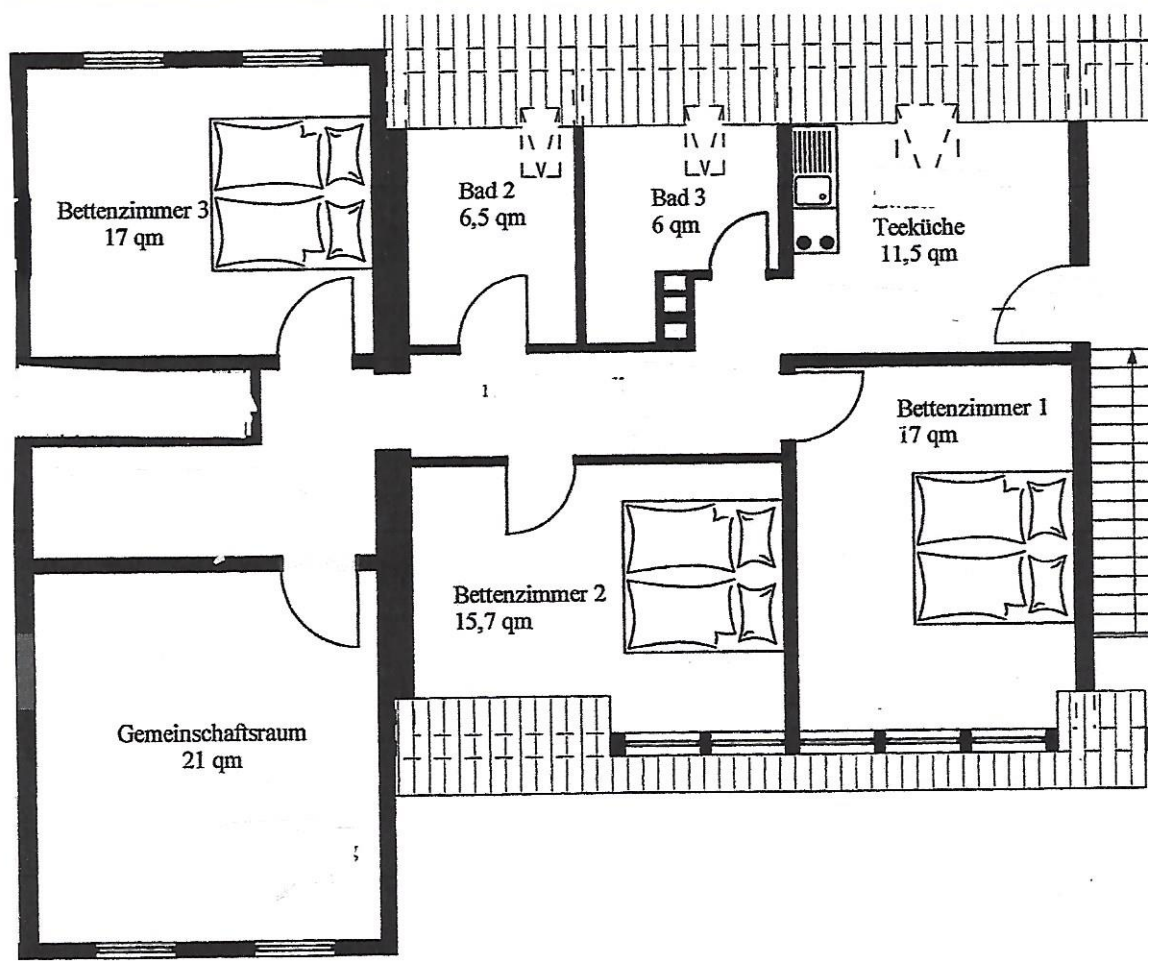 Bettenzimmer 3
17 qm
Bad 2
6,5 qm
Bad 3
6 qm
Teeküche
11,5 qm
Bettenzimmer 1
17 qm
Bettenzimmer 2
15,7 qm
Gemeinschaftsraum
21 qm